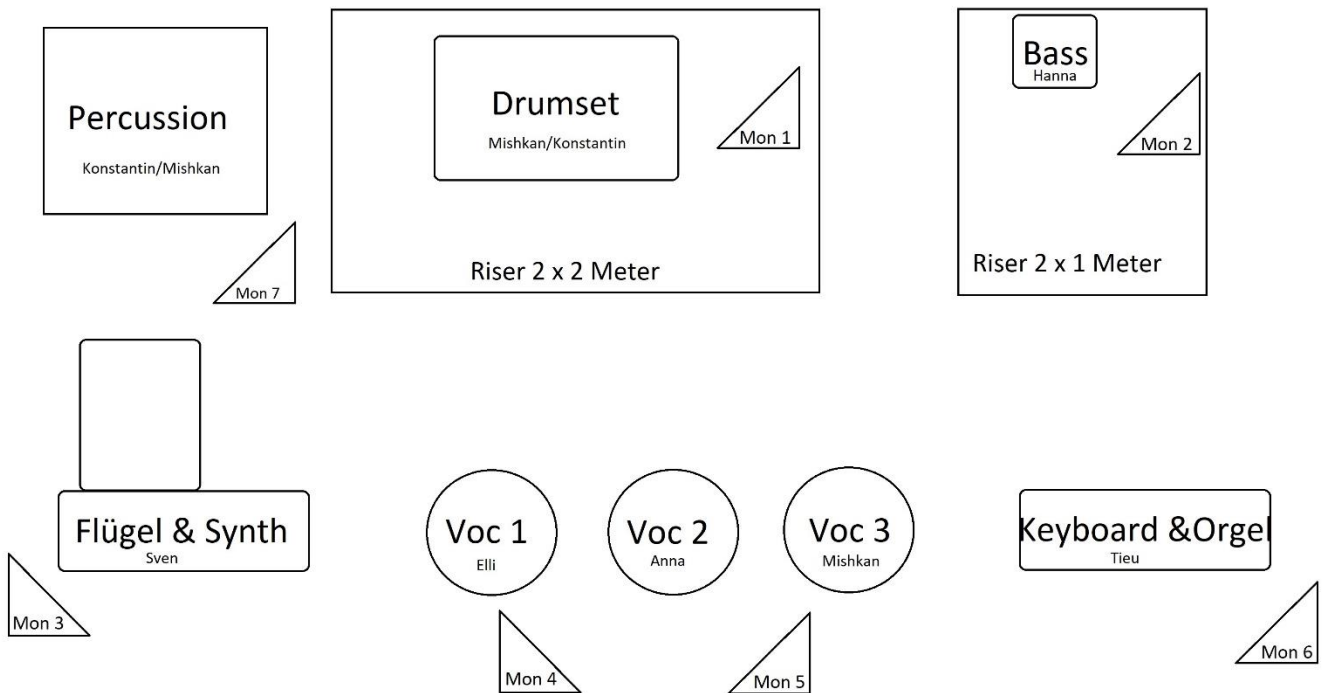 Percussion
Konstantin/Mishkan
Mon 7
Drumset
Mishkan/Konstantin
Mon 1
Riser 2 x 2 Meter
Bass
Hanna
Mon 2
Riser 2 x 1 Meter
Flügel & Synth
Sven
Mon 3
Voc 1
Elli
Voc 2
Anna
Voc 3
Mishkan
Mon 4
Mon 5
Keyboard &Orgel
Tieu
Mon 6